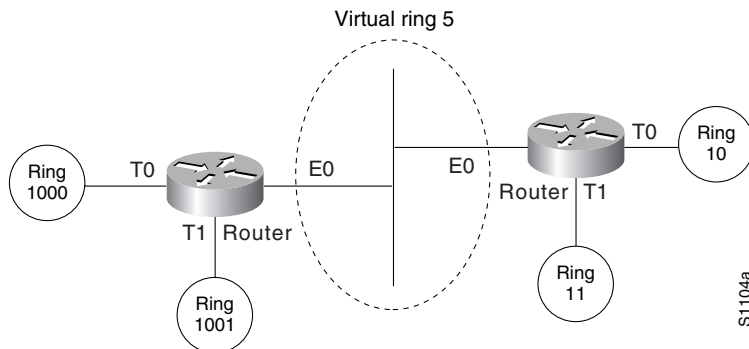 Virtual ring 5
Ring
1000
T0
E0
T1 Router
Ring
1001
E0
T0
Ring
10
Router T1
Ring
11
S1104a